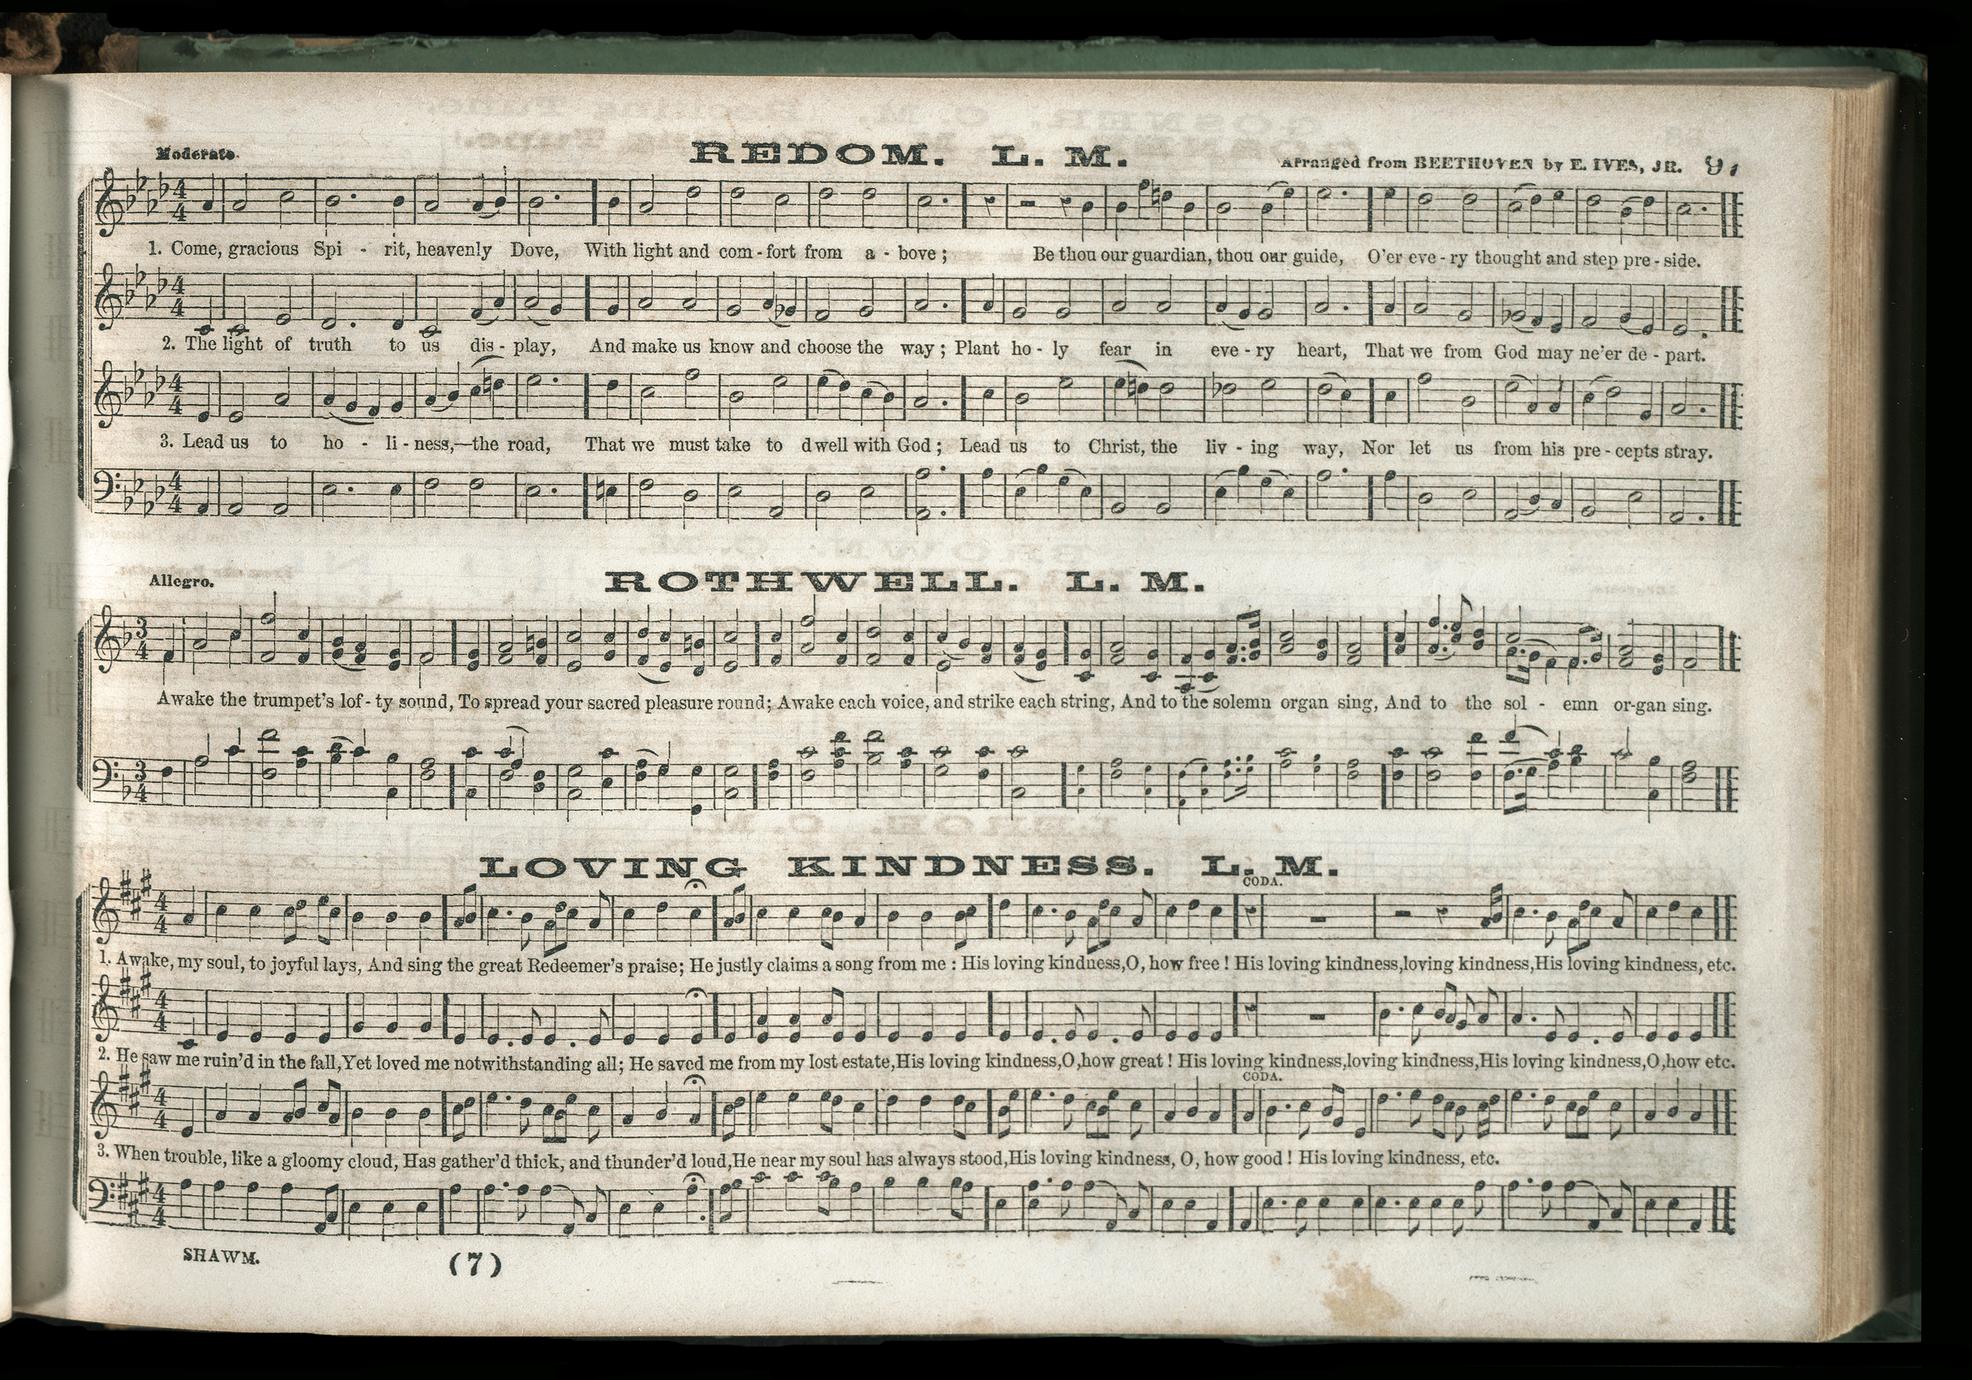 Moderato. REDOM. L. M. Arranged from BEETHOVEN by E. IVES, JR. 97
1. Come, gracious Spi - rit, heavenly Dove, With light and com - fort from a - bove; Be thou our guardian, thou our guide, O'er eve - ry thought and step pre - side.
2. The light of truth to us dis - play, And make us know and choose the way; Plant ho - ly fear in eve - ry heart, That we from God may ne'er de - part.
3. Lead us to ho - li - ness,—the road, That we must take to dwell with God; Lead us to Christ, the liv - ing way, Nor let us from his pre - cepts stray.
Allegro. ROTHWELL. L. M.
Awake the trumpet's lof - ty sound, To spread your sacred pleasure round; Awake each voice, and strike each string, And to the solemn organ sing, And to the sol - emn or-gan sing.
LOVING KINDNESS. L. M.
CODA.
1. Awake, my soul, to joyful lays, And sing the great Redeemer's praise; He justly claims a song from me: His loving kindness, O, how free! His loving kindness, loving kindness, His loving kindness, etc.
2. He saw me ruin'd in the fall, Yet loved me notwithstanding all; He saved me from my lost estate, His loving kindness, O, how great! His loving kindness, loving kindness, His loving kindness, O, how etc.
CODA.
3. When trouble, like a gloomy cloud, Has gather'd thick, and thunder'd loud, He near my soul has always stood, His loving kindness, O, how good! His loving kindness, etc.
SHAWM. (7)